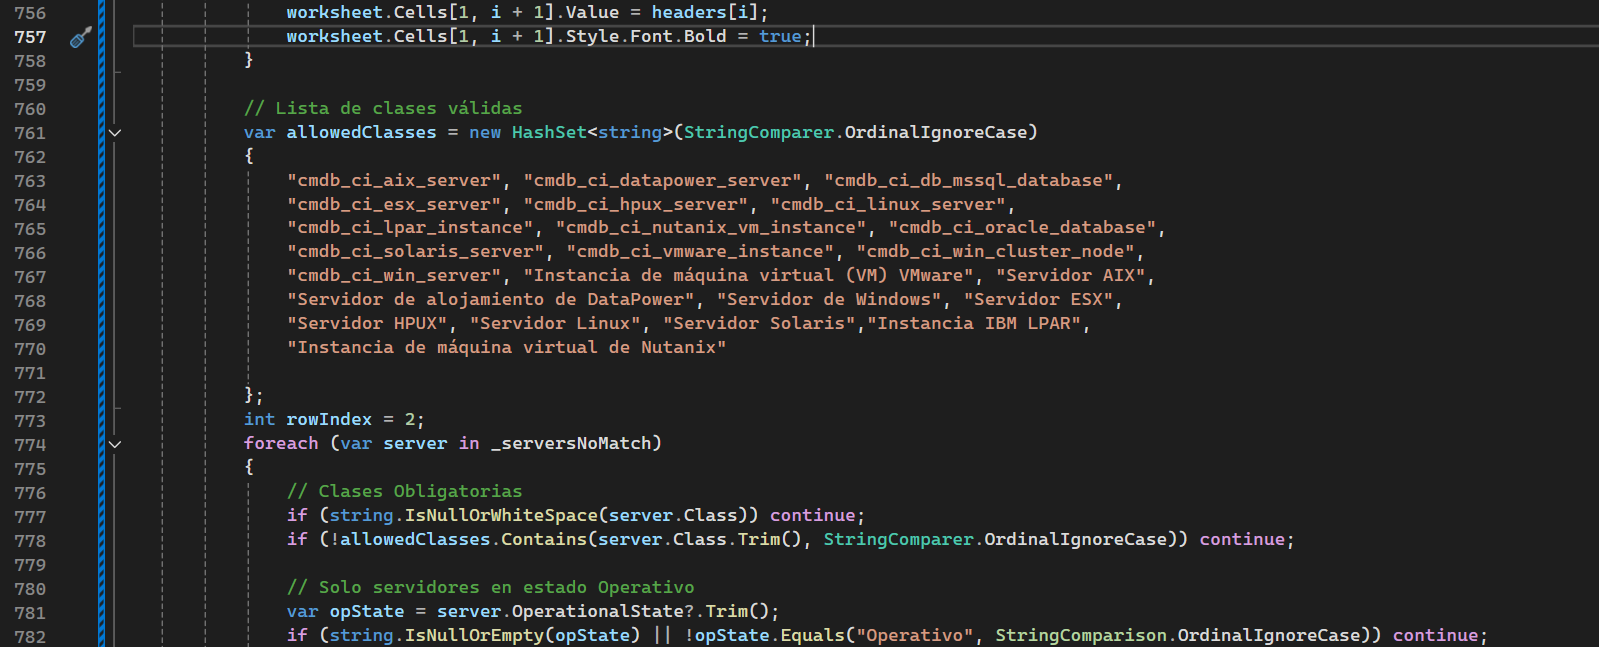 756 worksheet.Cells[1, i + 1].Value = headers[i];
757 worksheet.Cells[1, i + 1].Style.Font.Bold = true;
758 }
759
760 // Lista de clases válidas
761 var allowedClasses = new HashSet<string>(StringComparer.OrdinalIgnoreCase)
762 {
763 "cmdb_ci_aix_server", "cmdb_ci_datapower_server", "cmdb_ci_db_mssql_database",
764 "cmdb_ci_esx_server", "cmdb_ci_hpux_server", "cmdb_ci_linux_server",
765 "cmdb_ci_lpar_instance", "cmdb_ci_nutanix_vm_instance", "cmdb_ci_oracle_database",
766 "cmdb_ci_solaris_server", "cmdb_ci_vmware_instance", "cmdb_ci_win_cluster_node",
767 "cmdb_ci_win_server", "Instancia de máquina virtual (VM) VMware", "Servidor AIX",
768 "Servidor de alojamiento de DataPower", "Servidor de Windows", "Servidor ESX",
769 "Servidor HPUX", "Servidor Linux", "Servidor Solaris","Instancia IBM LPAR",
770 "Instancia de máquina virtual de Nutanix"
771
772 };
773 int rowIndex = 2;
774 foreach (var server in _serversNoMatch)
775 {
776 // Clases Obligatorias
777 if (string.IsNullOrWhiteSpace(server.Class)) continue;
778 if (!allowedClasses.Contains(server.Class.Trim(), StringComparer.OrdinalIgnoreCase)) continue;
779
780 // Solo servidores en estado Operativo
781 var opState = server.OperationalState?.Trim();
782 if (string.IsNullOrEmpty(opState) || !opState.Equals("Operativo", StringComparison.OrdinalIgnoreCase)) continue;